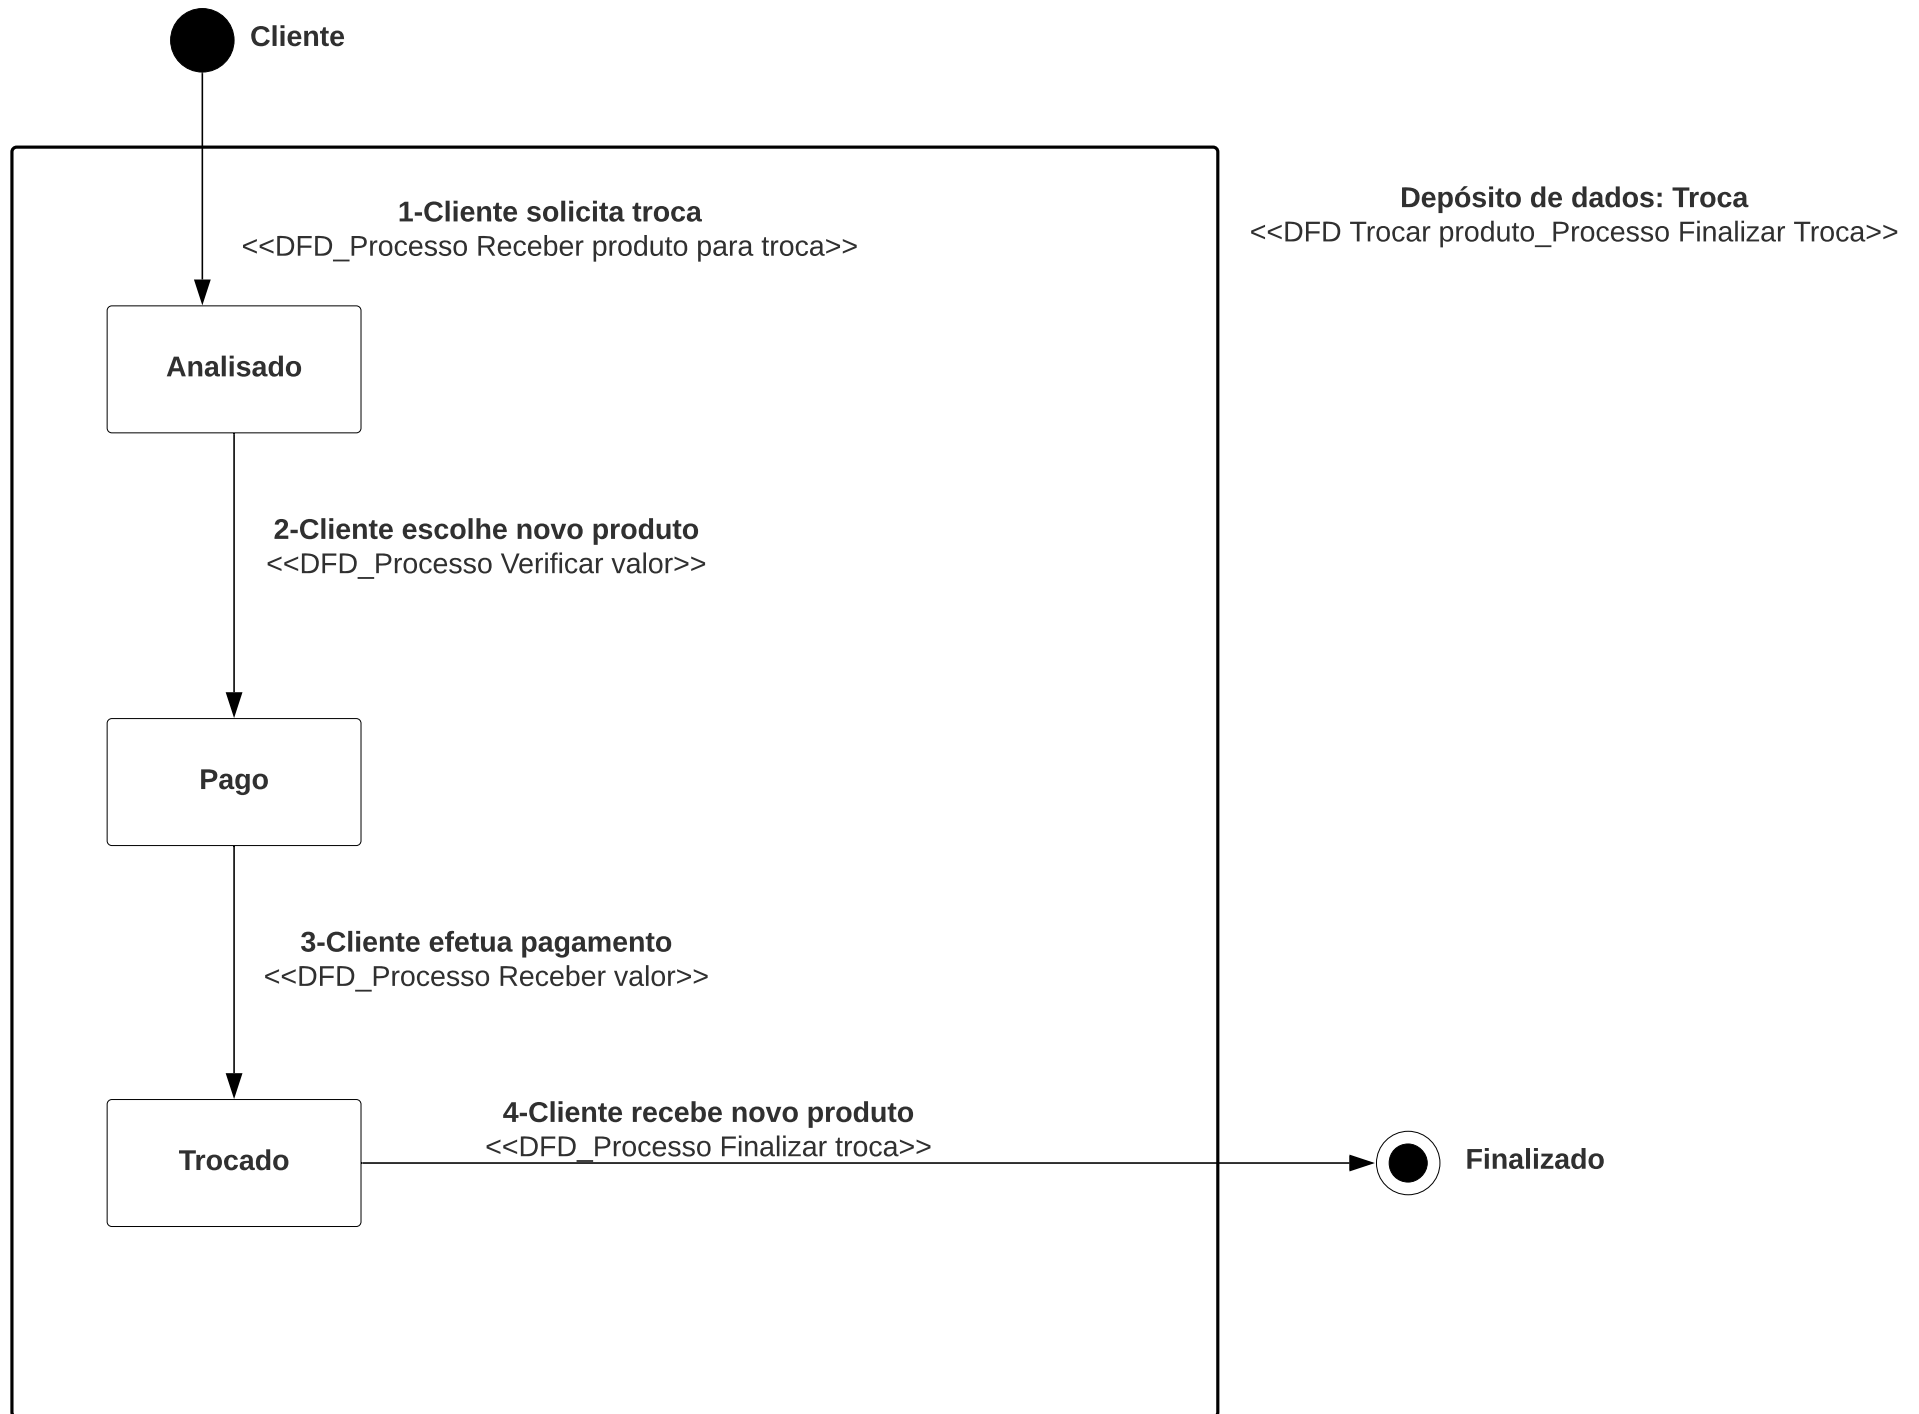 Cliente
1-Cliente solicita troca
<<DFD_Processo Receber produto para troca>>
Depósito de dados: Troca
<<DFD Trocar produto_Processo Finalizar Troca>>
Analisado
2-Cliente escolhe novo produto
<<DFD_Processo Verificar valor>>
Pago
3-Cliente efetua pagamento
<<DFD_Processo Receber valor>>
Trocado
4-Cliente recebe novo produto
<<DFD_Processo Finalizar troca>>
Finalizado